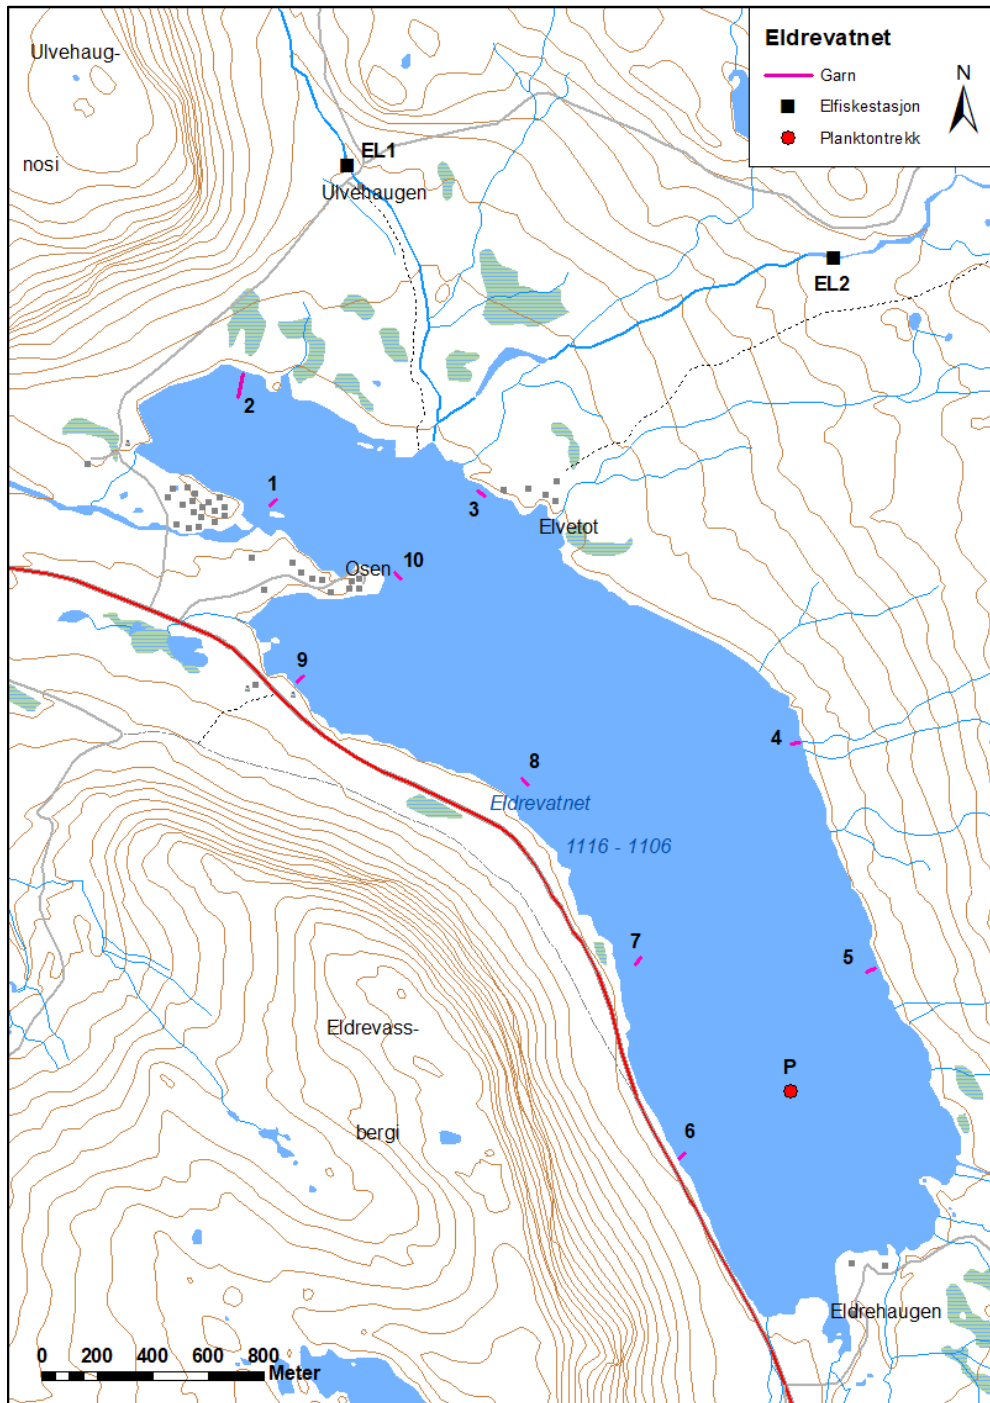 Eldrevatnet
Garn
Elfiskestasjon
Planktontrekk
N
Ulvehaug-
nosi
EL1
Ulvehaugen
EL2
2
1
3
Elvetot
10
Osen
9
4
8
Eldrevatnet
1116 - 1106
7
5
Eldrevass-
bergi
P
6
Eldrehaugen
0 200 400 600 800
Meter